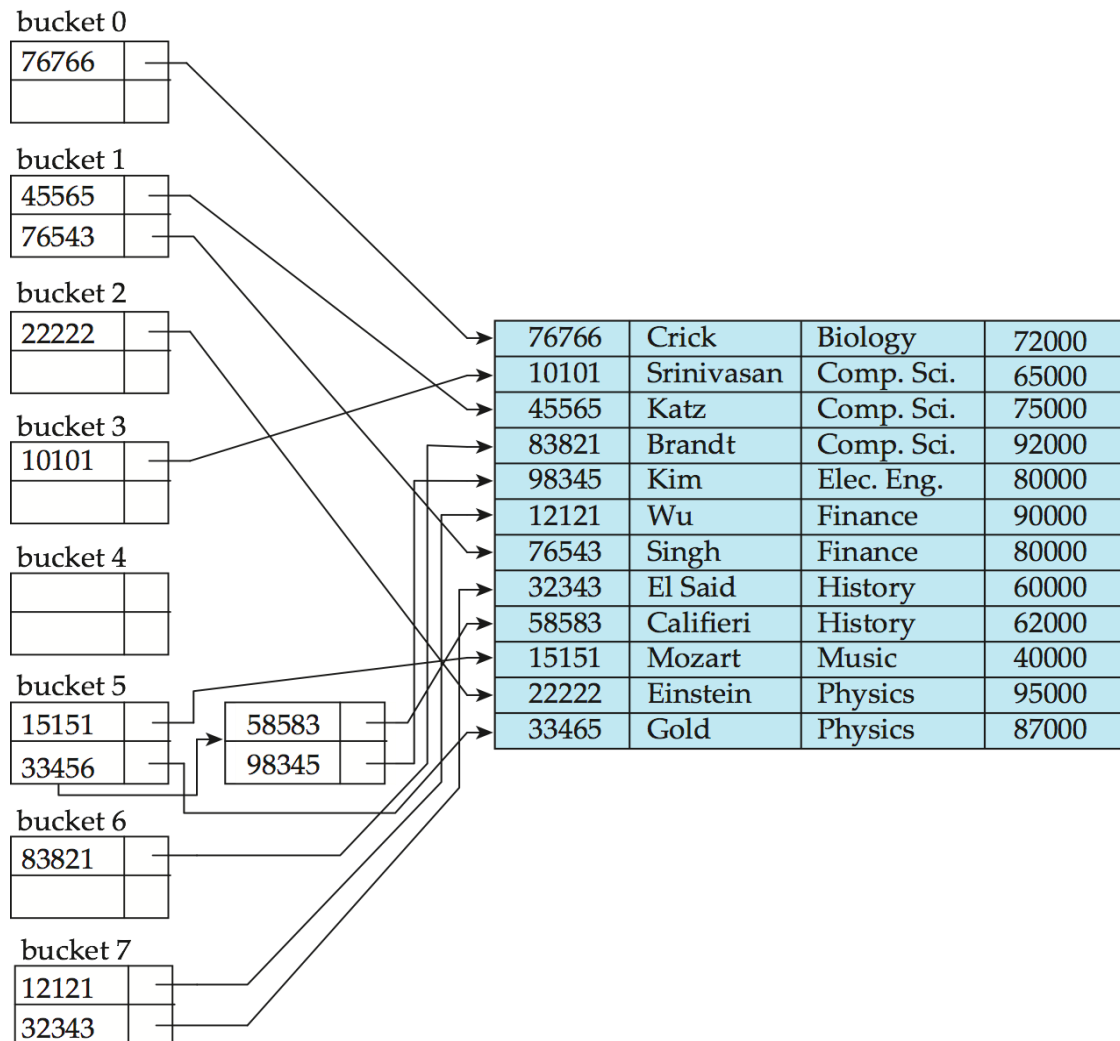 bucket 0
76766
bucket 1
45565
76543
bucket 2
22222
bucket 3
10101
bucket 4
bucket 5
15151
33456
58583
98345
bucket 6
83821
bucket 7
12121
32343
76766 Crick Biology 72000
10101 Srinivasan Comp. Sci. 65000
45565 Katz Comp. Sci. 75000
83821 Brandt Comp. Sci. 92000
98345 Kim Elec. Eng. 80000
12121 Wu Finance 90000
76543 Singh Finance 80000
32343 El Said History 60000
58583 Califieri History 62000
15151 Mozart Music 40000
22222 Einstein Physics 95000
33465 Gold Physics 87000